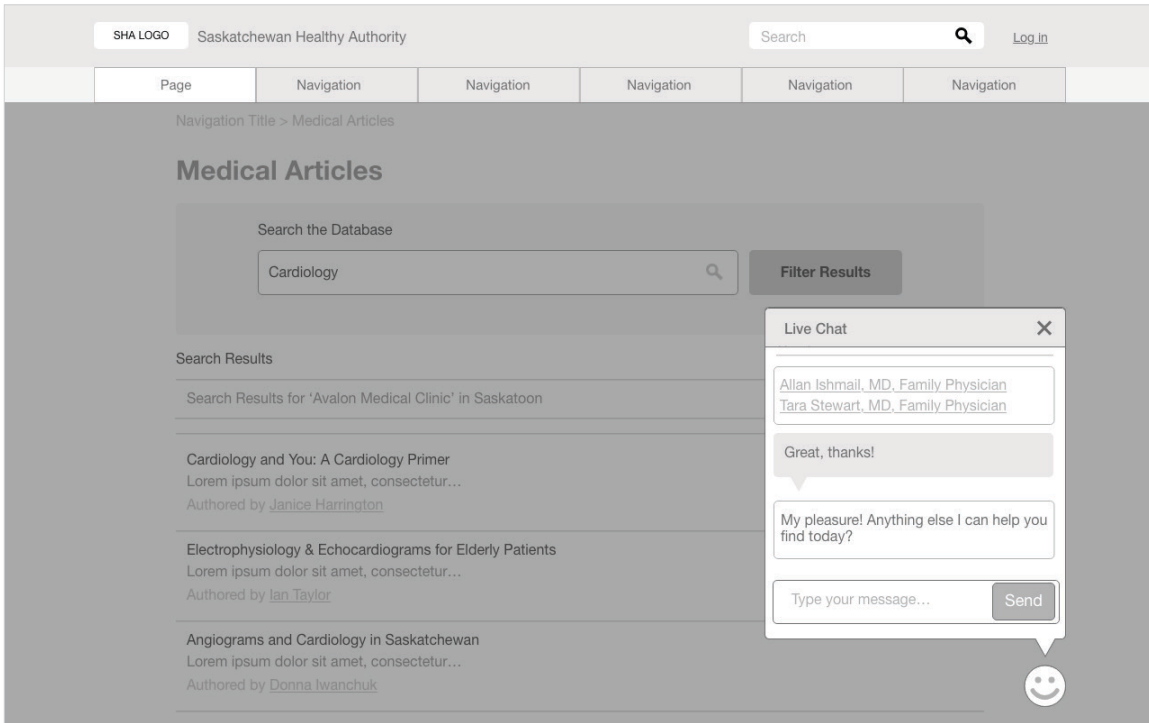 SHA LOGO
Saskatchewan Healthy Authority
Search
Log in
Page
Navigation
Navigation
Navigation
Navigation
Navigation
Navigation Title > Medical Articles
Medical Articles
Search the Database
Cardiology
Filter Results
Search Results
Search Results for ‘Avalon Medical Clinic’ in Saskatoon
Cardiology and You: A Cardiology Primer
Lorem ipsum dolor sit amet, consectetur…
Authored by Janice Harrington
Electrophysiology & Echocardiograms for Elderly Patients
Lorem ipsum dolor sit amet, consectetur…
Authored by Ian Taylor
Angiograms and Cardiology in Saskatchewan
Lorem ipsum dolor sit amet, consectetur…
Authored by Donna Iwanchuk
Live Chat
Allan Ishmail, MD, Family Physician
Tara Stewart, MD, Family Physician
Great, thanks!
My pleasure! Anything else I can help you
find today?
Type your message…
Send